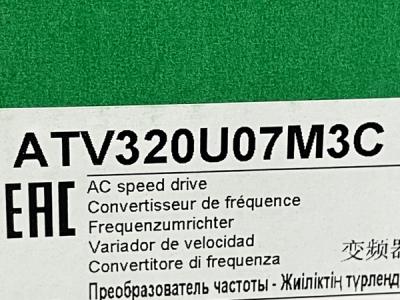 ATV320U07M3C
EAC
AC speed drive
Convertisseur de fréquence
Frequenzumrichter
Variador de velocidad
Convertitore di frequenza
变频器
Преобразователь частоты - Жиіліктің түрленд